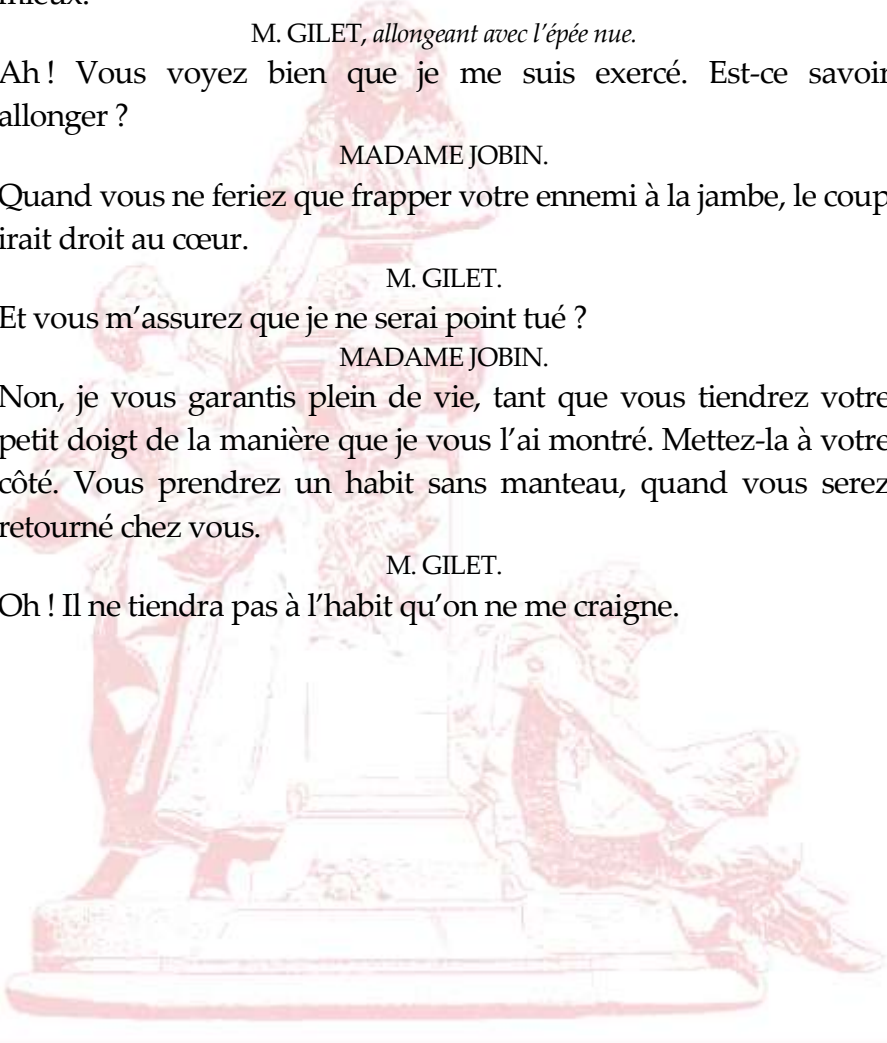 mieux.
M. GILET, allongeant avec l’épée nue.
Ah ! Vous voyez bien que je me suis exercé. Est-ce savoir
allonger ?
MADAME JOBIN.
Quand vous ne feriez que frapper votre ennemi à la jambe, le coup
irait droit au cœur.
M. GILET.
Et vous m’assurez que je ne serai point tué ?
MADAME JOBIN.
Non, je vous garantis plein de vie, tant que vous tiendrez votre
petit doigt de la manière que je vous l’ai montré. Mettez-la à votre
côté. Vous prendrez un habit sans manteau, quand vous serez
retourné chez vous.
M. GILET.
Oh ! Il ne tiendra pas à l’habit qu’on ne me craigne.